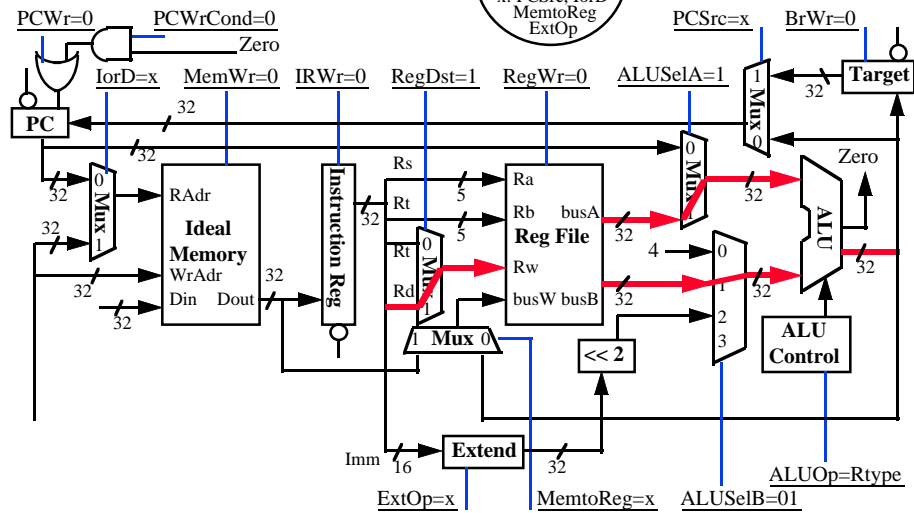 x: PCSrc, IorD
MemtoReg
ExtOp
PCWr=0
PCWrCond=0
PCSrc=x
BrWr=0
Zero
IorD=x
MemWr=0
IRWr=0
RegDst=1
RegWr=0
ALUSelA=1
1
Mux
0
32
Target
PC
32
32
32
0
Mux
1
RAdr
Ideal
Memory
WrAdr
Din
Dout
32
32
32
32
32
Instruction Reg
32
Rs
Rt
Rt
Rd
5
5
0
Mux
1
Ra
Rb
busA
Reg File
Rw
busW
busB
32
32
0
Mux
1
32
Zero
ALU
32
4
0
1
2
3
32
1 Mux 0
<< 2
ALU
Control
Imm
16
Extend
32
ExtOp=x
MemtoReg=x
ALUSelB=01
ALUOp=Rtype